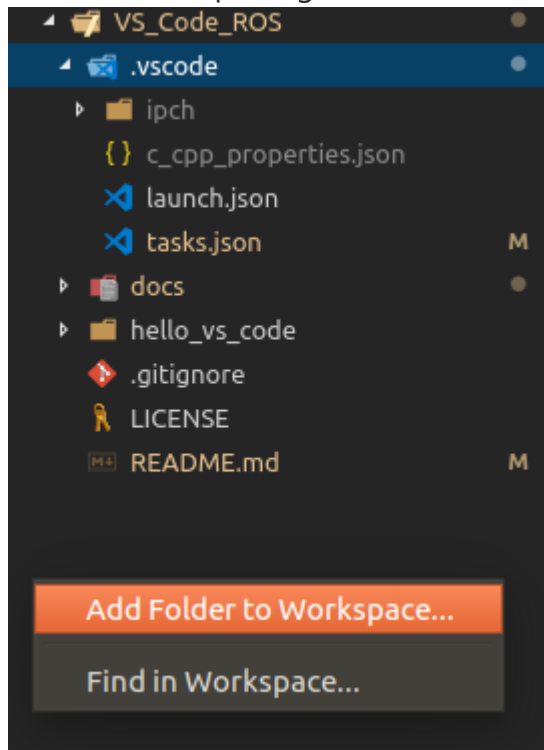 VS_Code_ROS
.vscode
ipch
{} c_cpp_properties.json
launch.json
tasks.json M
docs
hello_vs_code
.gitignore
LICENSE
M↓ README.md M
Add Folder to Workspace...
Find in Workspace...